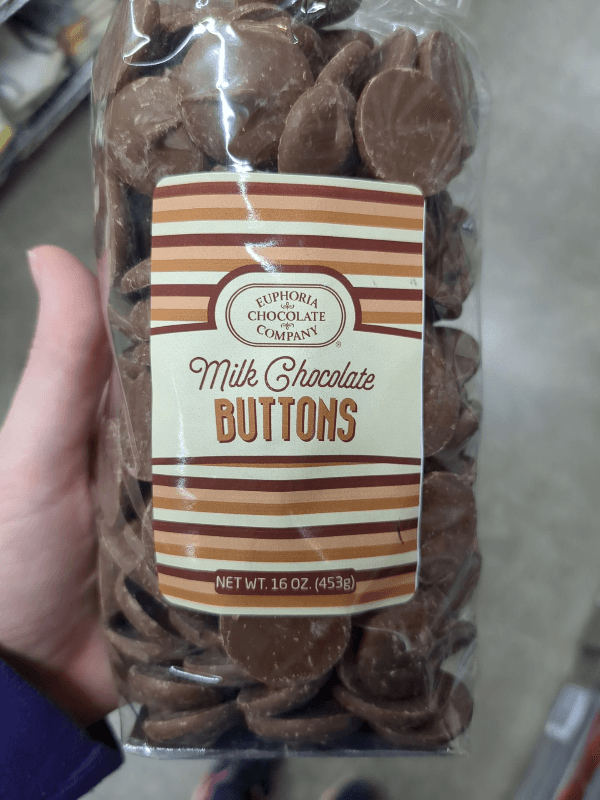 EUPHORIA
CHOCOLATE
COMPANY
®
Milk Chocolate
BUTTONS
NET WT. 16 OZ. (453g)